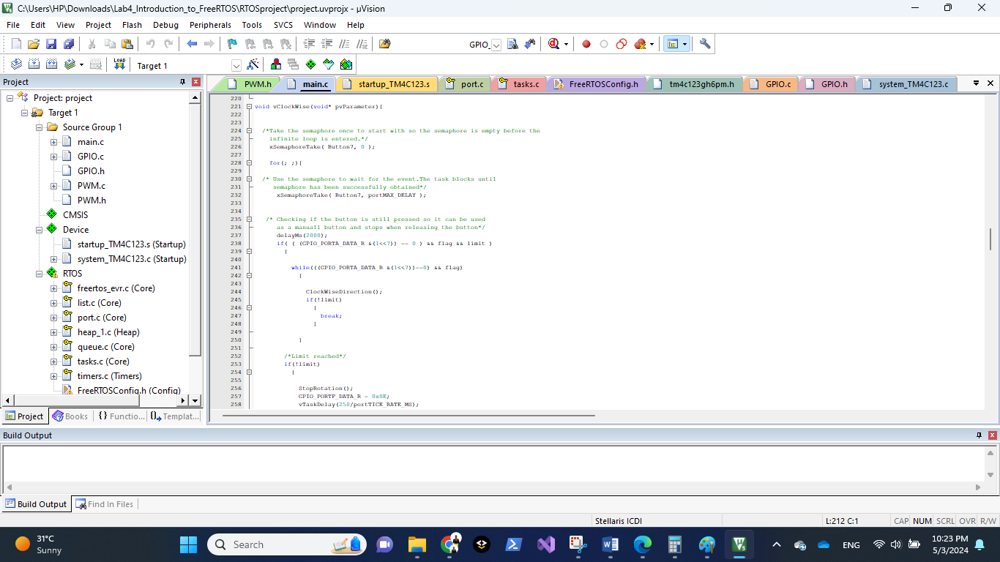 C:\Users\HP\Downloads\Lab4_Introduction_to_FreeRTOS\RTOSproject\project.uvprojx - µVision
File Edit View Project Flash Debug Peripherals Tools SVCS Window Help
GPIO_
LOAD
Target 1
Project
PWM.h main.c startup_TM4C123.s port.c tasks.c FreeRTOSConfig.h tm4c123gh6pm.h GPIO.c GPIO.h system_TM4C123.c
Project: project
Target 1
Source Group 1
main.c
GPIO.c
GPIO.h
PWM.c
PWM.h
CMSIS
Device
startup_TM4C123.s (Startup)
system_TM4C123.c (Startup)
RTOS
freertos_evr.c (Core)
list.c (Core)
port.c (Core)
heap_1.c (Heap)
queue.c (Core)
tasks.c (Core)
timers.c (Timers)
FreeRTOSConfig.h (Config)
Project Books {} Functio... Templat...
220
221 void vClockWise(void* pvParameter){
222
223
224 /*Take the semaphore once to start with so the semaphore is empty before the
225 infinite loop is entered.*/
226 xSemaphoreTake( Button7, 0 );
227
228 for(; ;){
229
230 /* Use the semaphore to wait for the event.The task blocks until
231 semaphore has been successfully obtained*/
232 xSemaphoreTake( Button7, portMAX_DELAY );
233
234
235 /* Checking if the button is still pressed so it can be used
236 as a manuall button and stops when releasing the button*/
237 delayMs(2000);
238 if( ( (GPIO_PORTA_DATA_R &(1<<7)) == 0 ) && flag && limit )
239 {
240
241 while(((GPIO_PORTA_DATA_R &(1<<7))==0) && flag)
242 {
243
244 ClockWiseDirection();
245 if(!limit)
246 {
247 break;
248 }
249
250 }
251
252 /*Limit reached*/
253 if(!limit)
254 {
255
256 StopRotation();
257 GPIO_PORTF_DATA_R = 0x0E;
258 vTaskDelay(250/portTICK_RATE_MS);
Build Output
Build Output Find In Files
Stellaris ICDI L:212 C:1 CAP NUM SCRL OVR R/W
31°C
Sunny
Search
ENG
10:23 PM
5/3/2024